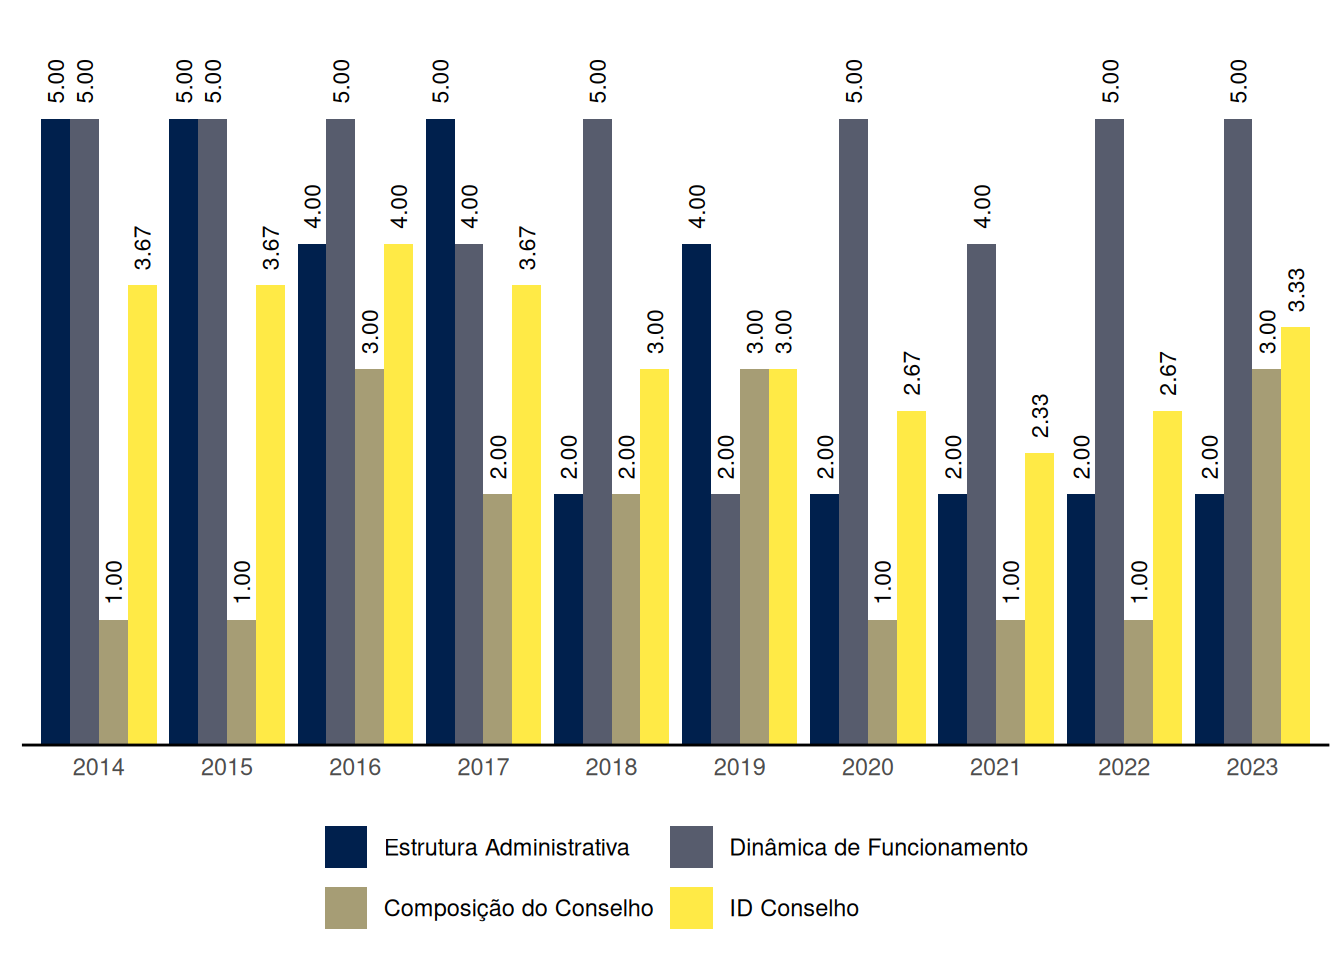 5.00 5.00 1.00 3.67
5.00 5.00 1.00 3.67
4.00 5.00 3.00 4.00
5.00 4.00 2.00 3.67
2.00 5.00 2.00 3.00
4.00 2.00 3.00 3.00
2.00 5.00 1.00 2.67
2.00 4.00 1.00 2.33
2.00 5.00 1.00 2.67
2.00 5.00 3.00 3.33
2014 2015 2016 2017 2018 2019 2020 2021 2022 2023
Estrutura Administrativa Dinâmica de Funcionamento
Composição do Conselho ID Conselho